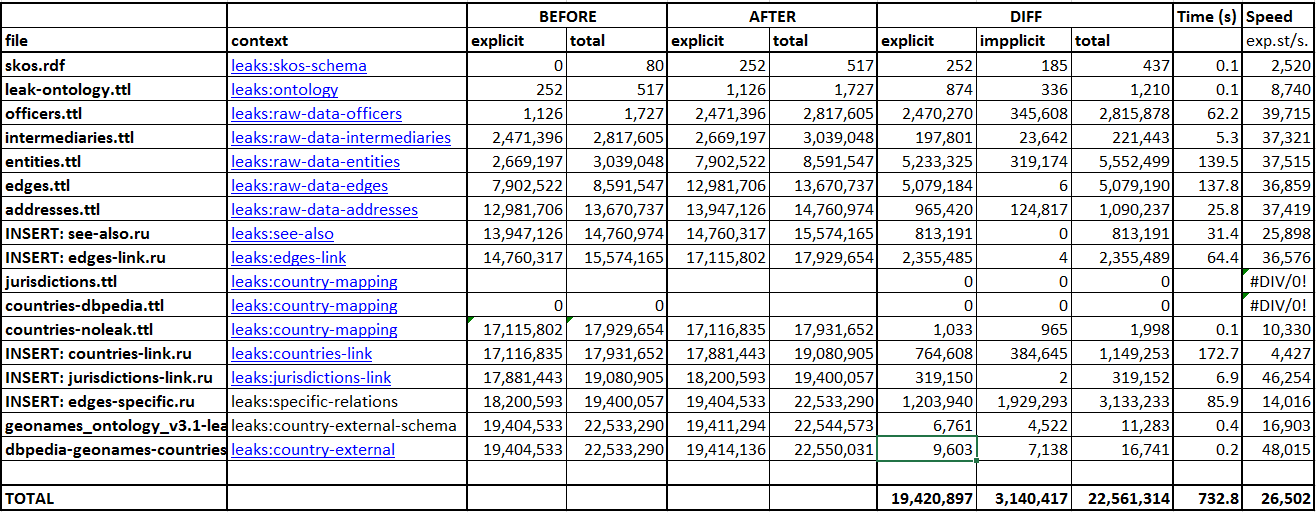 BEFORE AFTER DIFF Time (s) Speed
file context explicit total explicit total explicit impplicit total exp.st/s.
skos.rdf leaks:skos-schema 0 80 252 517 252 185 437 0.1 2,520
leak-ontology.ttl leaks:ontology 252 517 1,126 1,727 874 336 1,210 0.1 8,740
officers.ttl leaks:raw-data-officers 1,126 1,727 2,471,396 2,817,605 2,470,270 345,608 2,815,878 62.2 39,715
intermediaries.ttl leaks:raw-data-intermediaries 2,471,396 2,817,605 2,669,197 3,039,048 197,801 23,642 221,443 5.3 37,321
entities.ttl leaks:raw-data-entities 2,669,197 3,039,048 7,902,522 8,591,547 5,233,325 319,174 5,552,499 139.5 37,515
edges.ttl leaks:raw-data-edges 7,902,522 8,591,547 12,981,706 13,670,737 5,079,184 6 5,079,190 137.8 36,859
addresses.ttl leaks:raw-data-addresses 12,981,706 13,670,737 13,947,126 14,760,974 965,420 124,817 1,090,237 25.8 37,419
INSERT: see-also.ru leaks:see-also 13,947,126 14,760,974 14,760,317 15,574,165 813,191 0 813,191 31.4 25,898
INSERT: edges-link.ru leaks:edges-link 14,760,317 15,574,165 17,115,802 17,929,654 2,355,485 4 2,355,489 64.4 36,576
jurisdictions.ttl leaks:country-mapping 0 0 0 #DIV/0!
countries-dbpedia.ttl leaks:country-mapping 0 0 0 0 0 #DIV/0!
countries-noleak.ttl leaks:country-mapping 17,115,802 17,929,654 17,116,835 17,931,652 1,033 965 1,998 0.1 10,330
INSERT: countries-link.ru leaks:countries-link 17,116,835 17,931,652 17,881,443 19,080,905 764,608 384,645 1,149,253 172.7 4,427
INSERT: jurisdictions-link.ru leaks:jurisdictions-link 17,881,443 19,080,905 18,200,593 19,400,057 319,150 2 319,152 6.9 46,254
INSERT: edges-specific.ru leaks:specific-relations 18,200,593 19,400,057 19,404,533 22,533,290 1,203,940 1,929,293 3,133,233 85.9 14,016
geonames_ontology_v3.1-lea leaks:country-external-schema 19,404,533 22,533,290 19,411,294 22,544,573 6,761 4,522 11,283 0.4 16,903
dbpedia-geonames-countries leaks:country-external 19,404,533 22,533,290 19,414,136 22,550,031 9,603 7,138 16,741 0.2 48,015
TOTAL 19,420,897 3,140,417 22,561,314 732.8 26,502